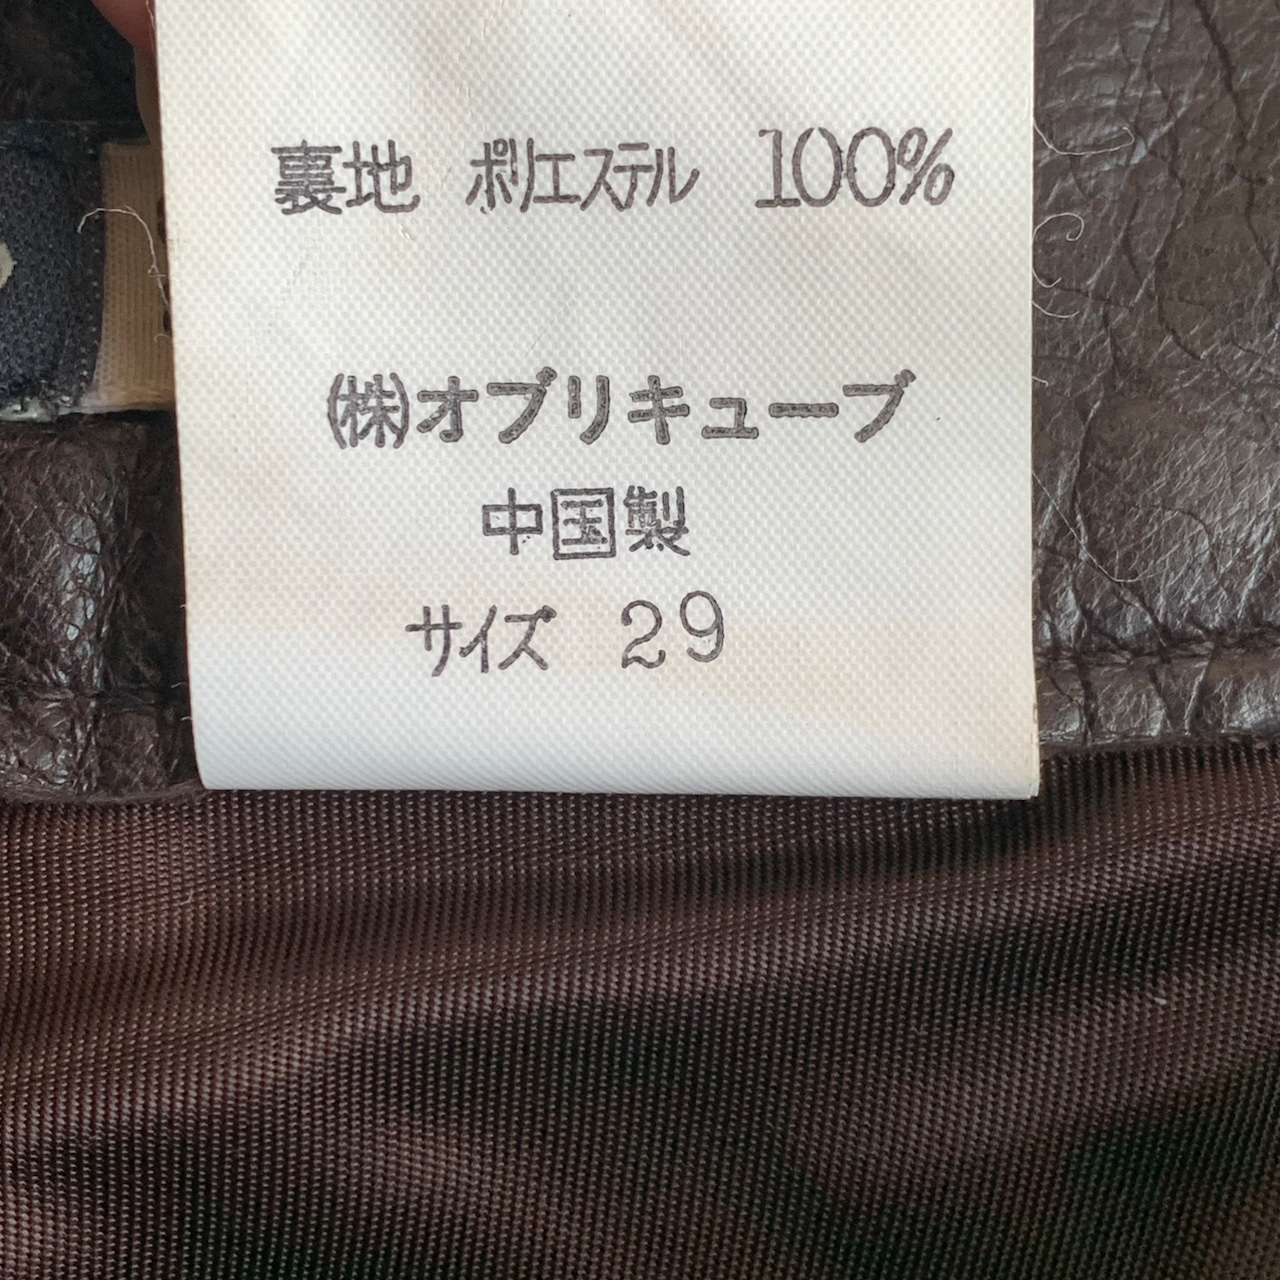 裏地 ポリエステル 100%
(株)オブリキューブ
中国製
サイズ 29